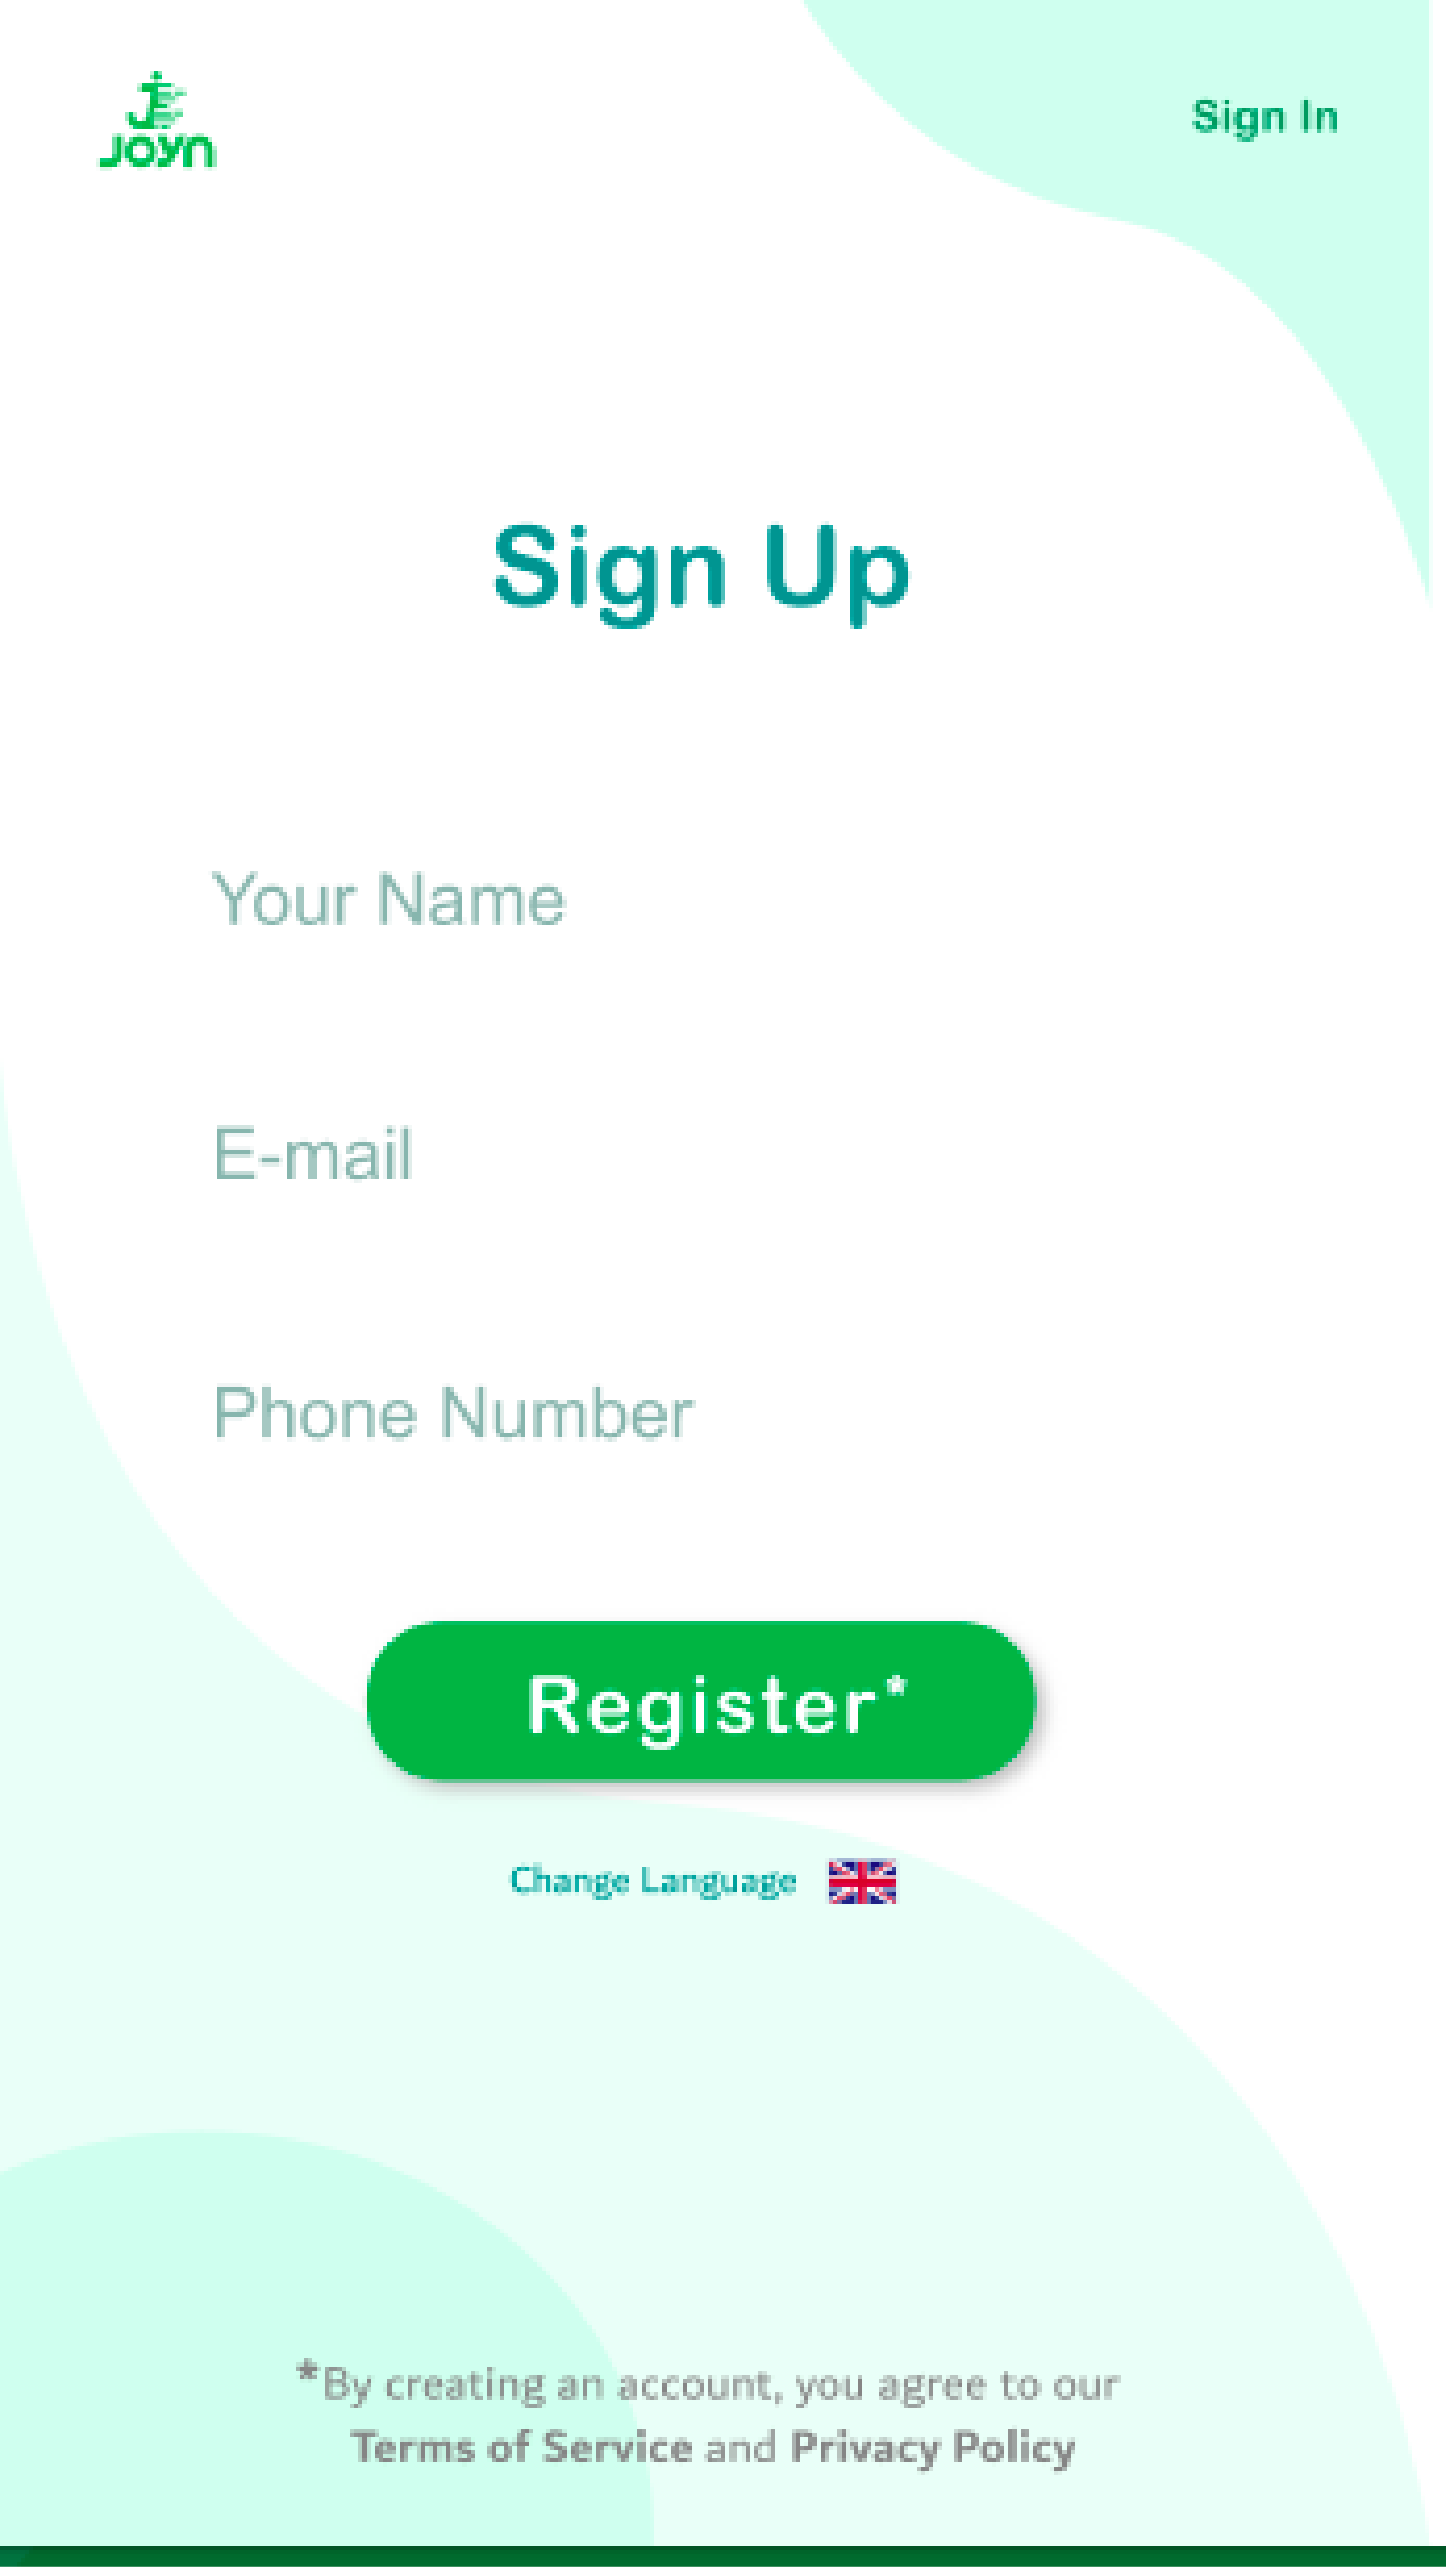 Joyn
Sign In
Sign Up
Your Name
E-mail
Phone Number
Register*
Change Language
*By creating an account, you agree to our
Terms of Service and Privacy Policy